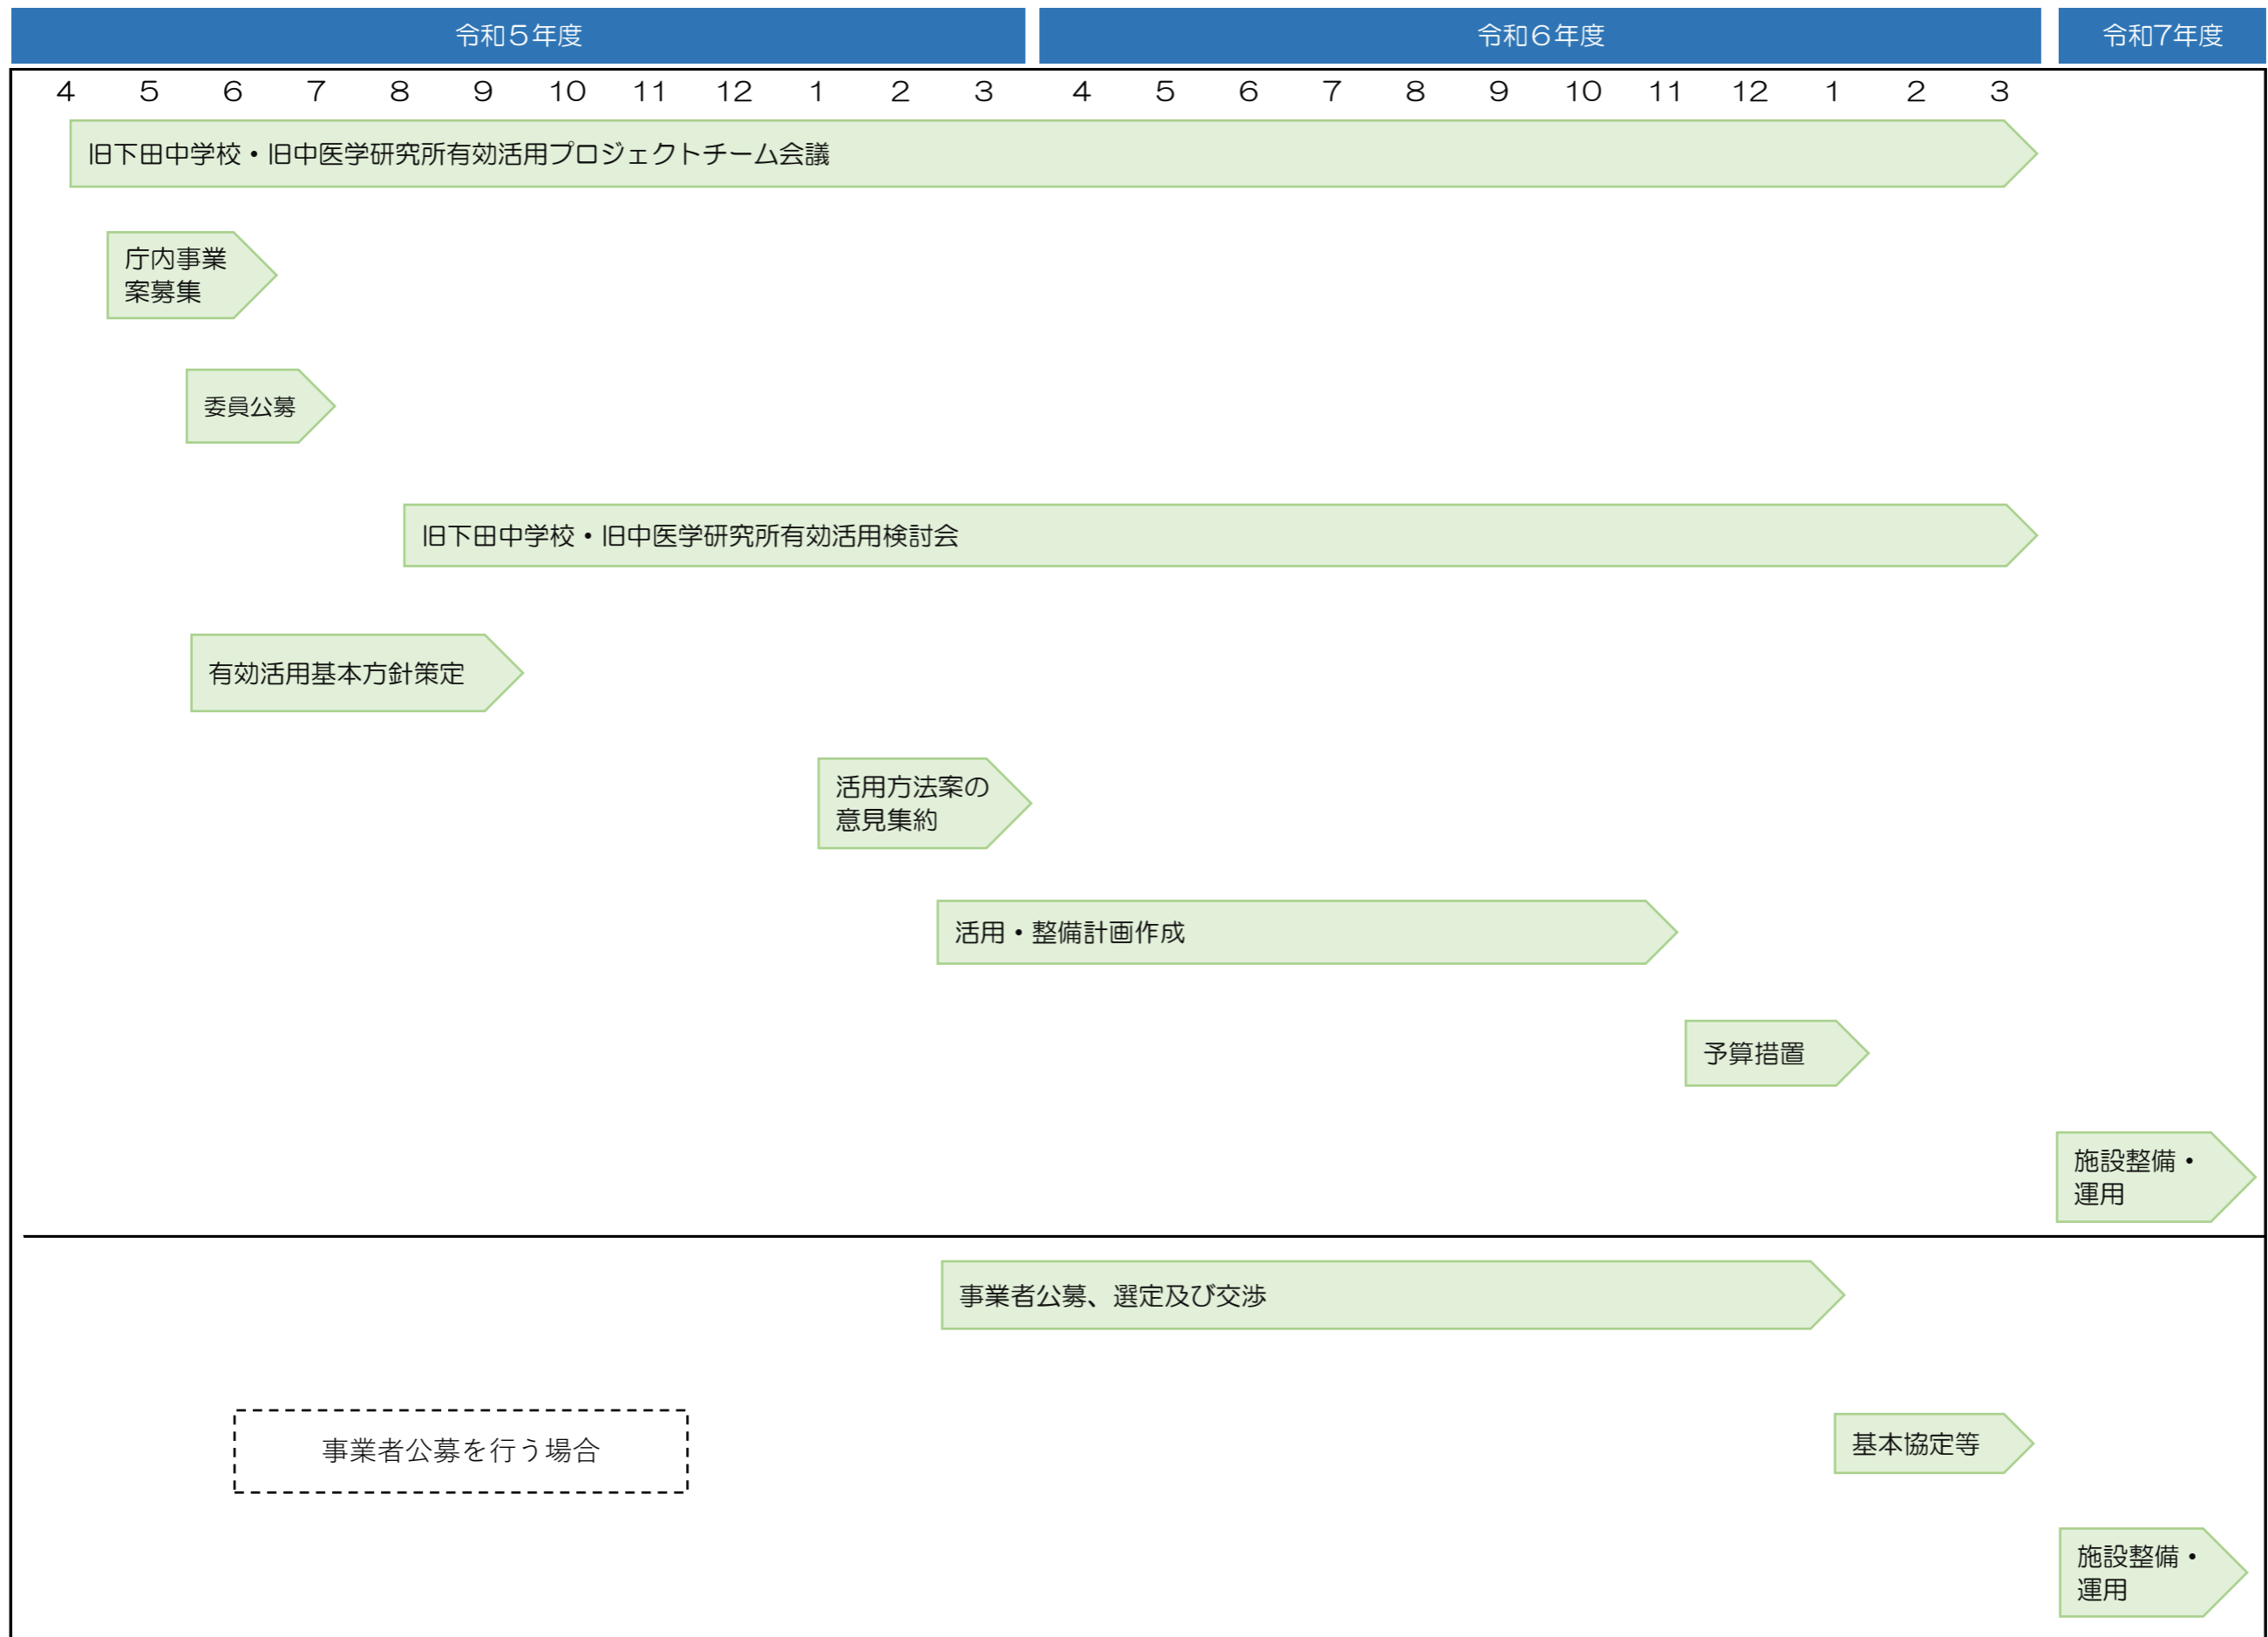 令和５年度
令和６年度
令和7年度
4 5 6 7 8 9 10 11 12 1 2 3 4 5 6 7 8 9 10 11 12 1 2 3
旧下田中学校・旧中医学研究所有効活用プロジェクトチーム会議
庁内事業
案募集
委員公募
旧下田中学校・旧中医学研究所有効活用検討会
有効活用基本方針策定
活用方法案の
意見集約
活用・整備計画作成
予算措置
施設整備・
運用
事業者公募、選定及び交渉
事業者公募を行う場合
基本協定等
施設整備・
運用